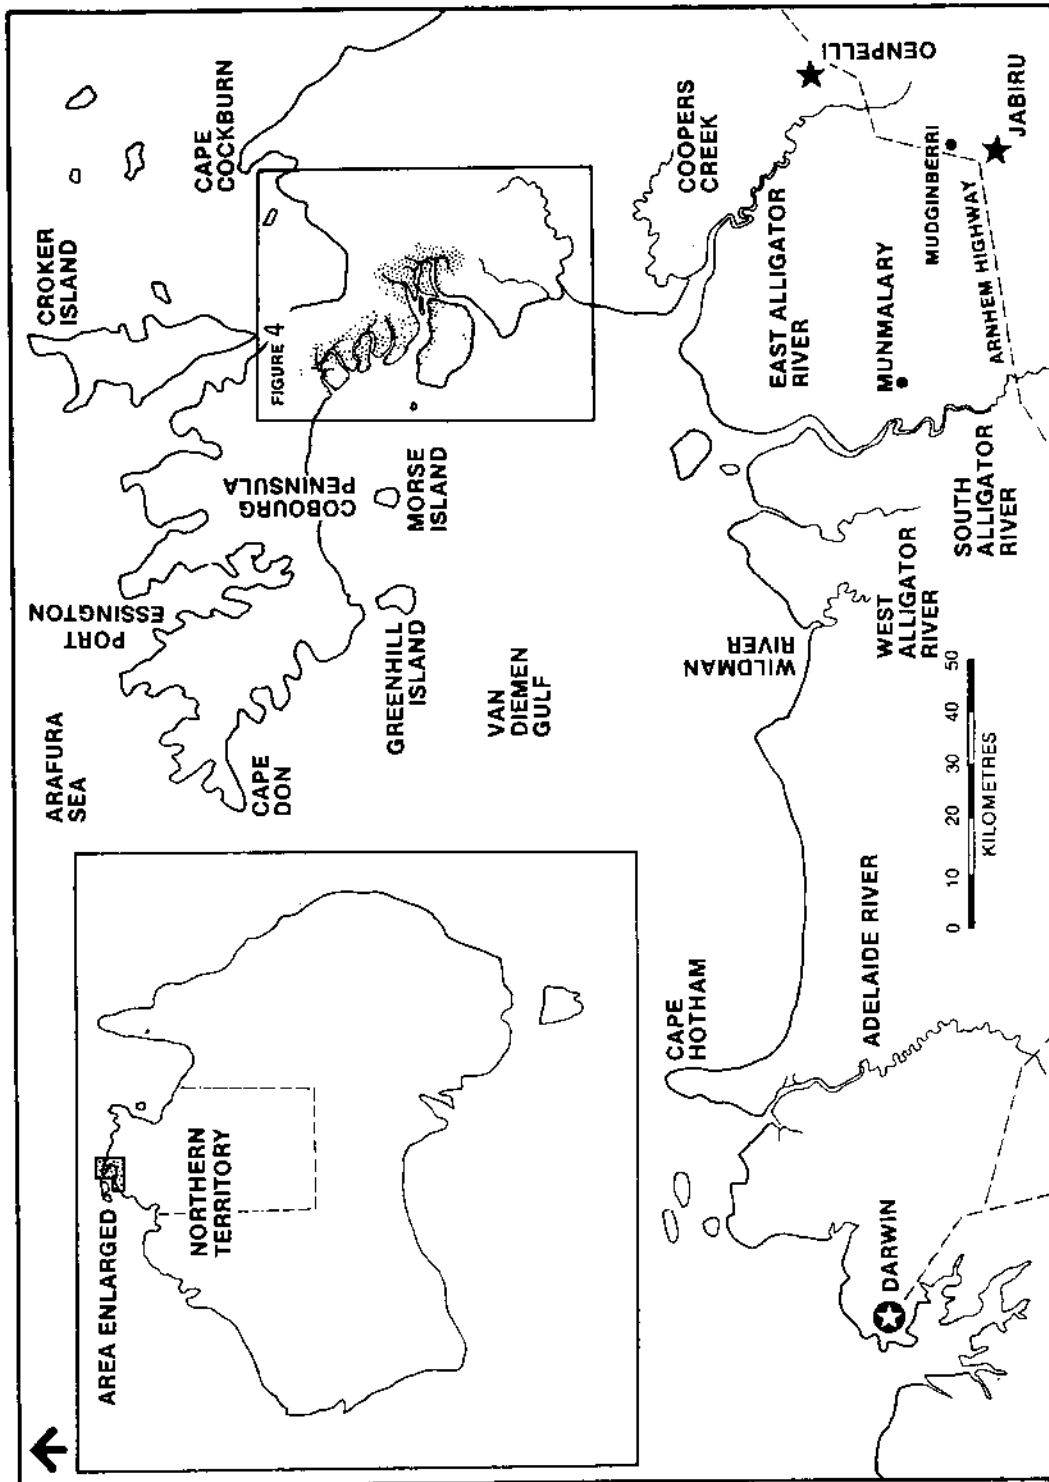 AREA ENLARGED
NORTHERN
TERRITORY
ARAFURA
SEA
PORT
ESSINGTON
CROKER
ISLAND
CAPE
COCKBURN
CAPE
DON
COBOURG
PENINSULA
FIGURE 4
GREENHILL
ISLAND
MORSE
ISLAND
VAN
DIEMEN
GULF
COOPERS
CREEK
CAPE
HOTHAM
WILDMAN
RIVER
EAST ALLIGATOR
RIVER
OENPELLI
ADELAIDE RIVER
WEST
ALLIGATOR
RIVER
MUNMALARY
MUDGINBERRI
DARWIN
SOUTH
ALLIGATOR
RIVER
ARNHEM HIGHWAY
JABIRU
0 10 20 30 40 50
KILOMETRES